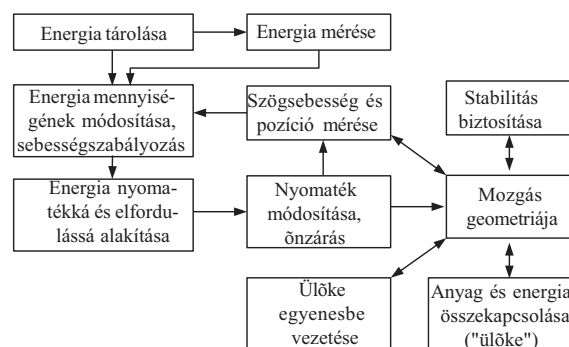 Energia tárolása
Energia mérése
Energia mennyisé-
gének módosítása,
sebességszabályozás
Szögsebesség és
pozíció mérése
Stabilitás
biztosítása
Energia nyoma-
tékká és elfordu-
lássá alakítása
Nyomaték
módosítása,
õnzárás
Mozgás
geometriája
Ülõke
egyenesbe
vezetése
Anyag és energia
összekapcsolása
("ülõke")